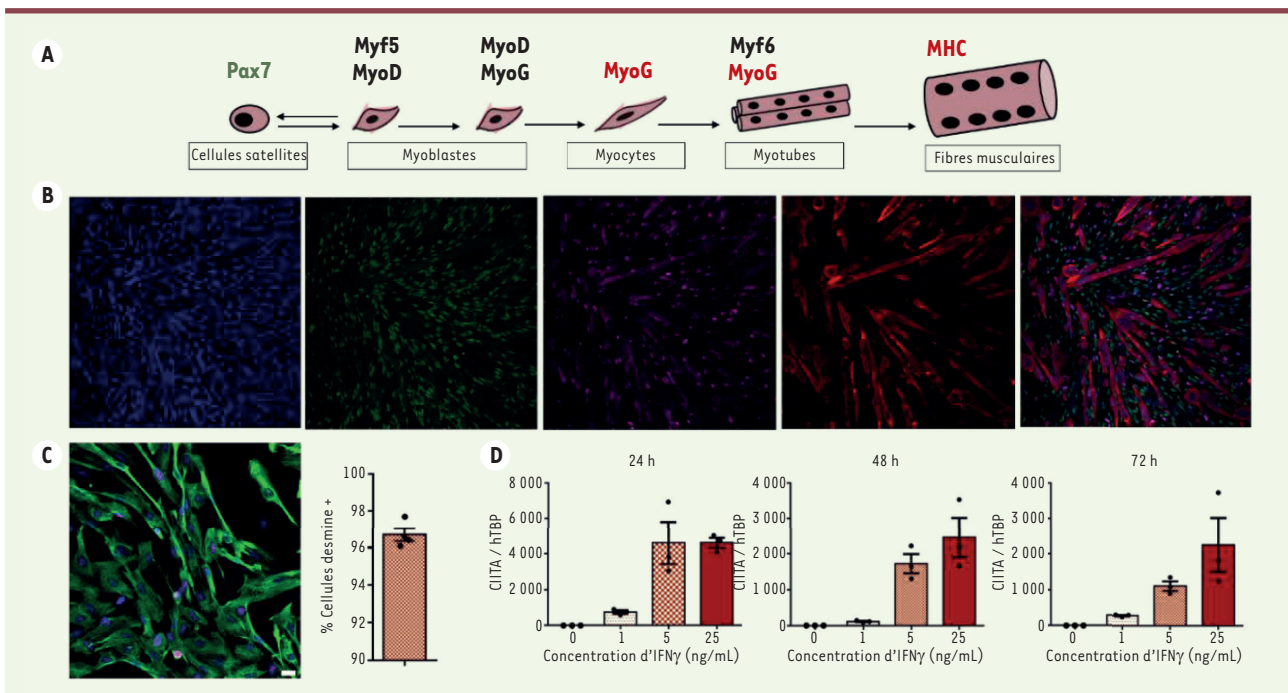 A
Pax7
Myf5
MyoD
MyoD
MyoG
MyoG
Myf6
MyoG
MHC
Cellules satellites
Myoblastes
Myocytes
Myotubes
Fibres musculaires
B
C
% Cellules desmine +
100
98
96
94
92
90
D
24 h
CIITA / hTBP
8 000
6 000
4 000
2 000
0
0 1 5 25
Concentration d'IFNγ (ng/mL)
48 h
CIITA / hTBP
4 000
3 000
2 000
1 000
0
0 1 5 25
Concentration d'IFNγ (ng/mL)
72 h
CIITA / hTBP
4 000
3 000
2 000
1 000
0
0 1 5 25
Concentration d'IFNγ (ng/mL)